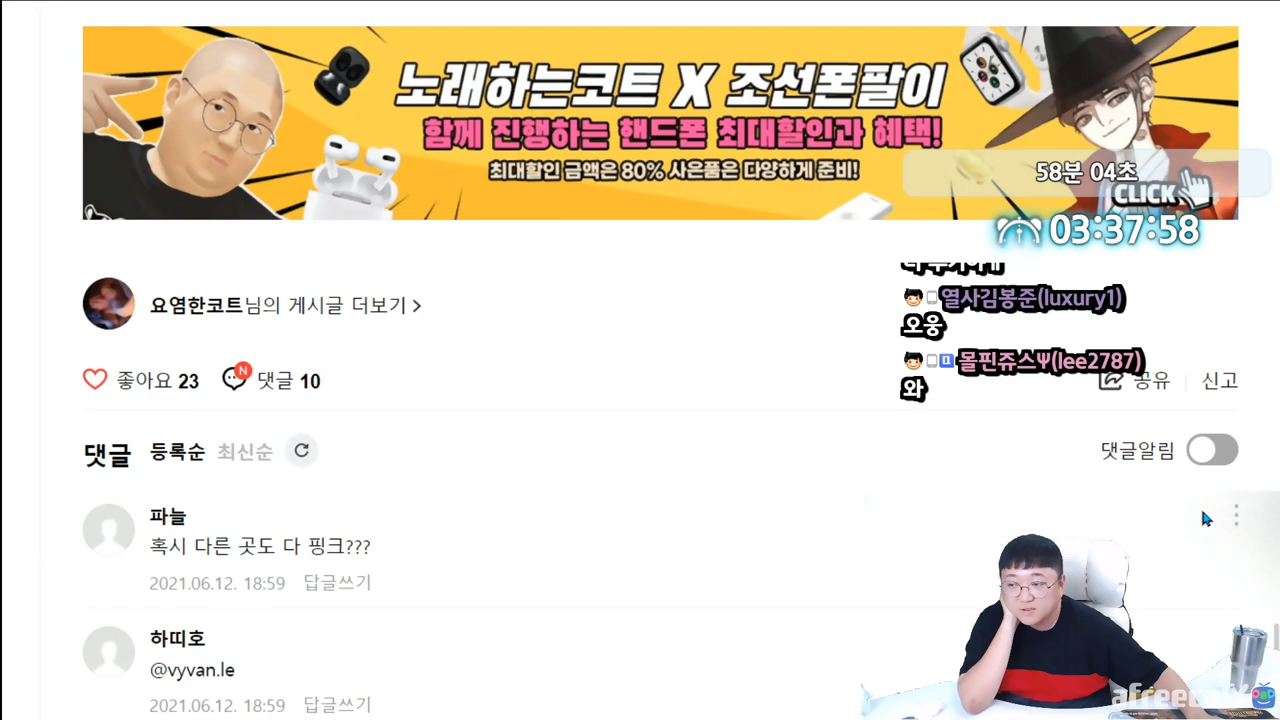 노래하는코트 X 조선폰팔이
함께 진행하는 핸드폰 최대할인과 혜택!
최대할인 금액은 80% 사은품은 다양하게 준비!
58분 04초
CLICK
03:37:58
요염한코트님의 게시글 더보기 >
열사김봉준(luxury1)
오웅
몰핀쥬스Ψ(lee2787)
와
좋아요 23 댓글 10
N
공유 신고
댓글 등록순 최신순
댓글알림
파늘
혹시 다른 곳도 다 핑크???
2021.06.12. 18:59 답글쓰기
하띠호
@vyvan.le
2021.06.12. 18:59 답글쓰기
afreecaTV